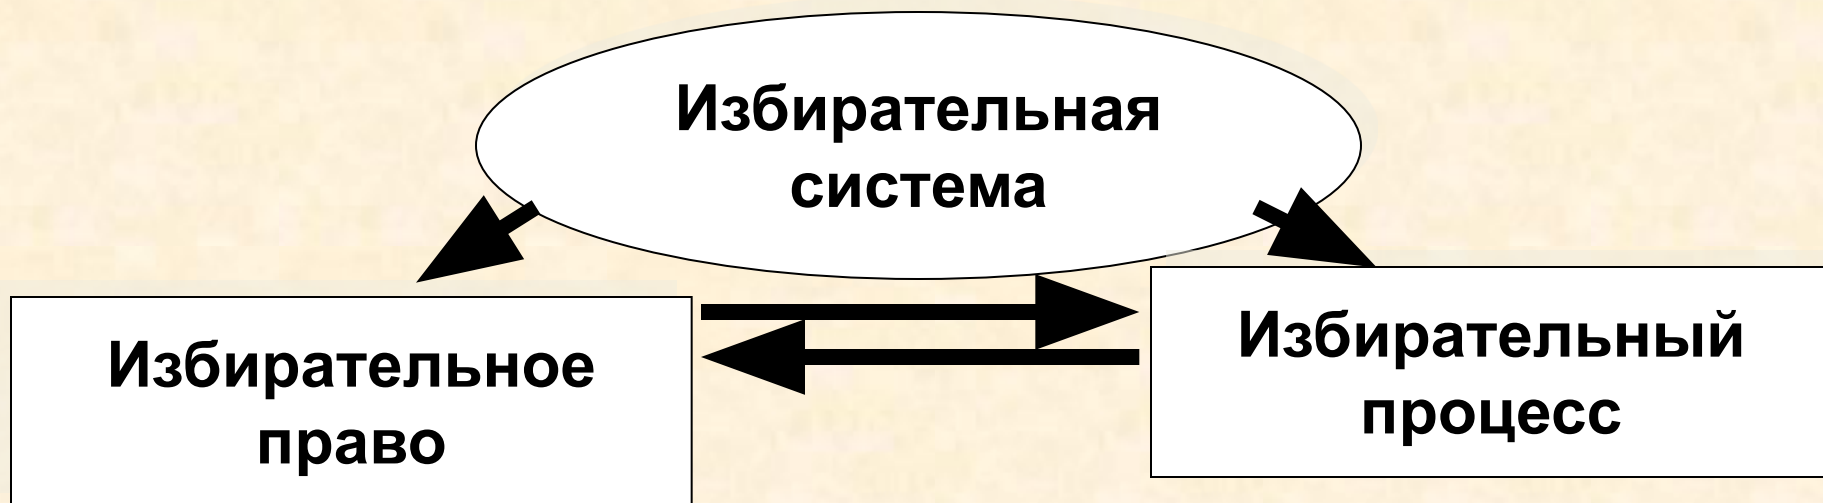 Избирательная
система
Избирательное
право
Избирательный
процесс